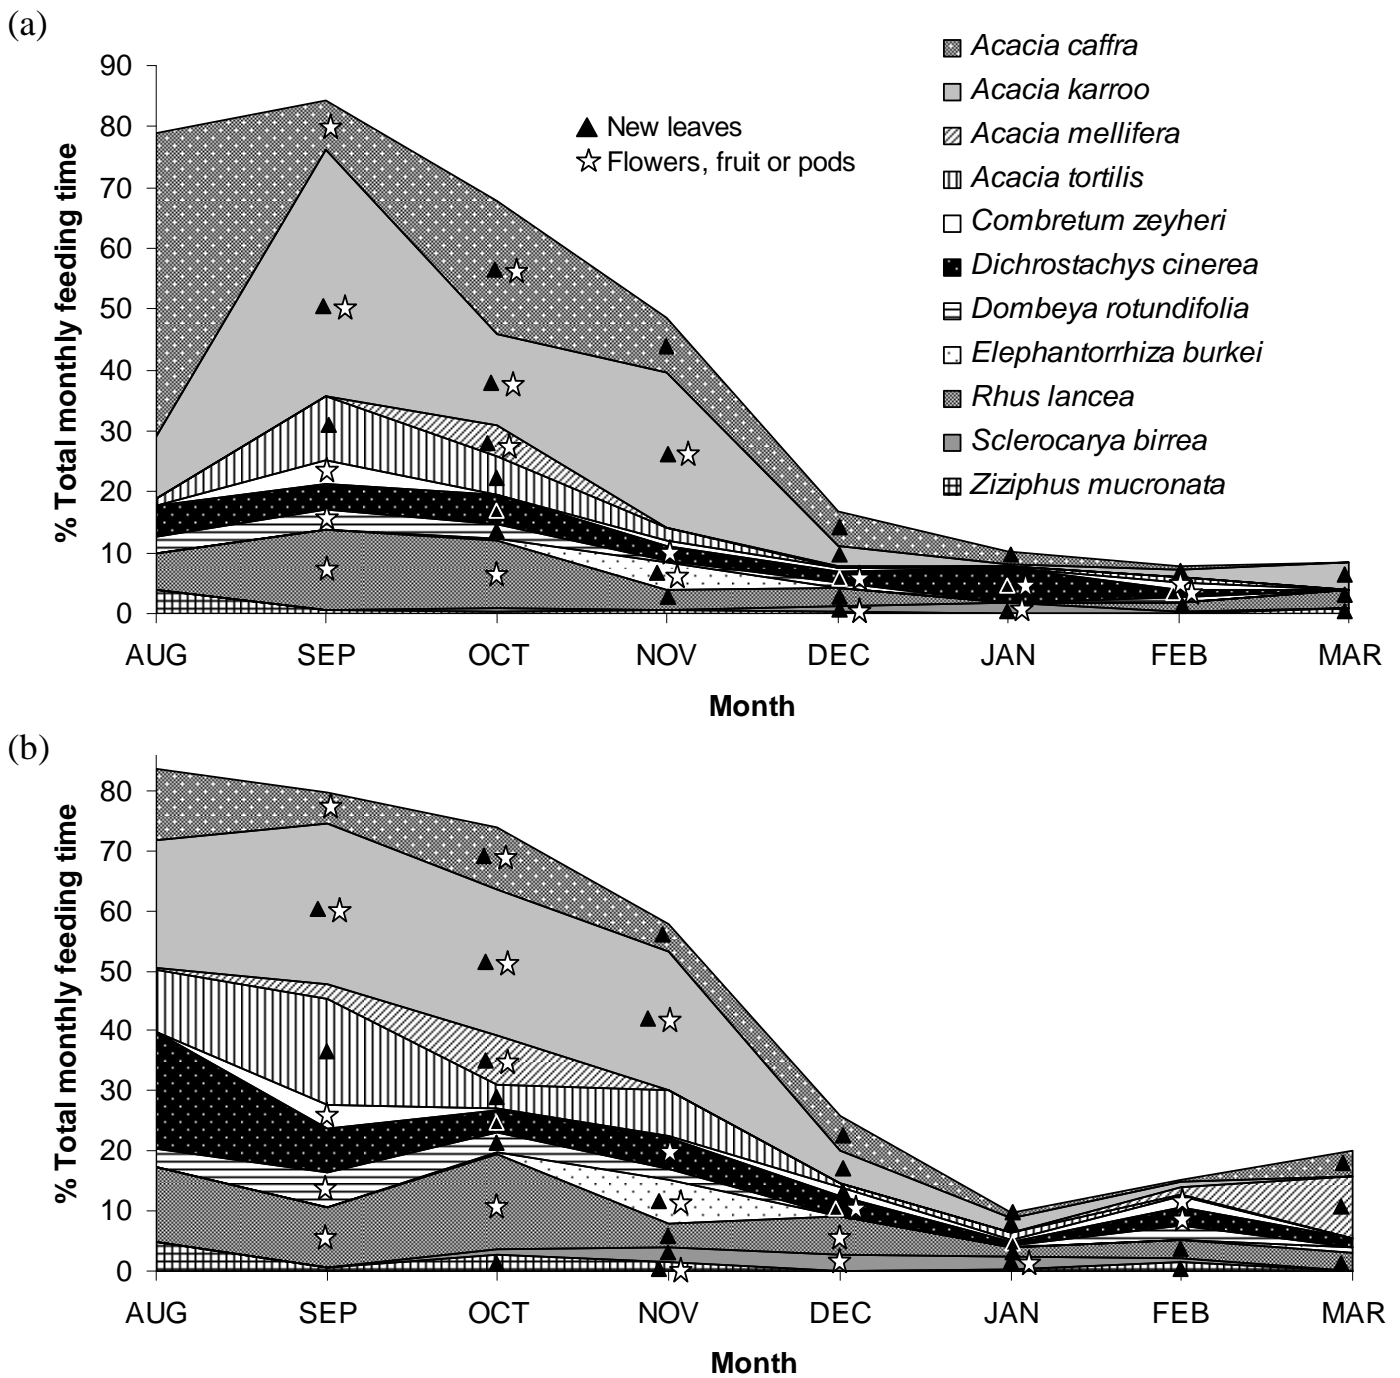 (a)
% Total monthly feeding time
90
80
70
60
50
40
30
20
10
0
New leaves
Flowers, fruit or pods
Acacia caffra
Acacia karroo
Acacia mellifera
Acacia tortilis
Combretum zeyheri
Dichrostachys cinerea
Dombeya rotundifolia
Elephantorrhiza burkei
Rhus lancea
Sclerocarya birrea
Ziziphus mucronata
AUG SEP OCT NOV DEC JAN FEB MAR
Month
(b)
% Total monthly feeding time
80
70
60
50
40
30
20
10
0
AUG SEP OCT NOV DEC JAN FEB MAR
Month